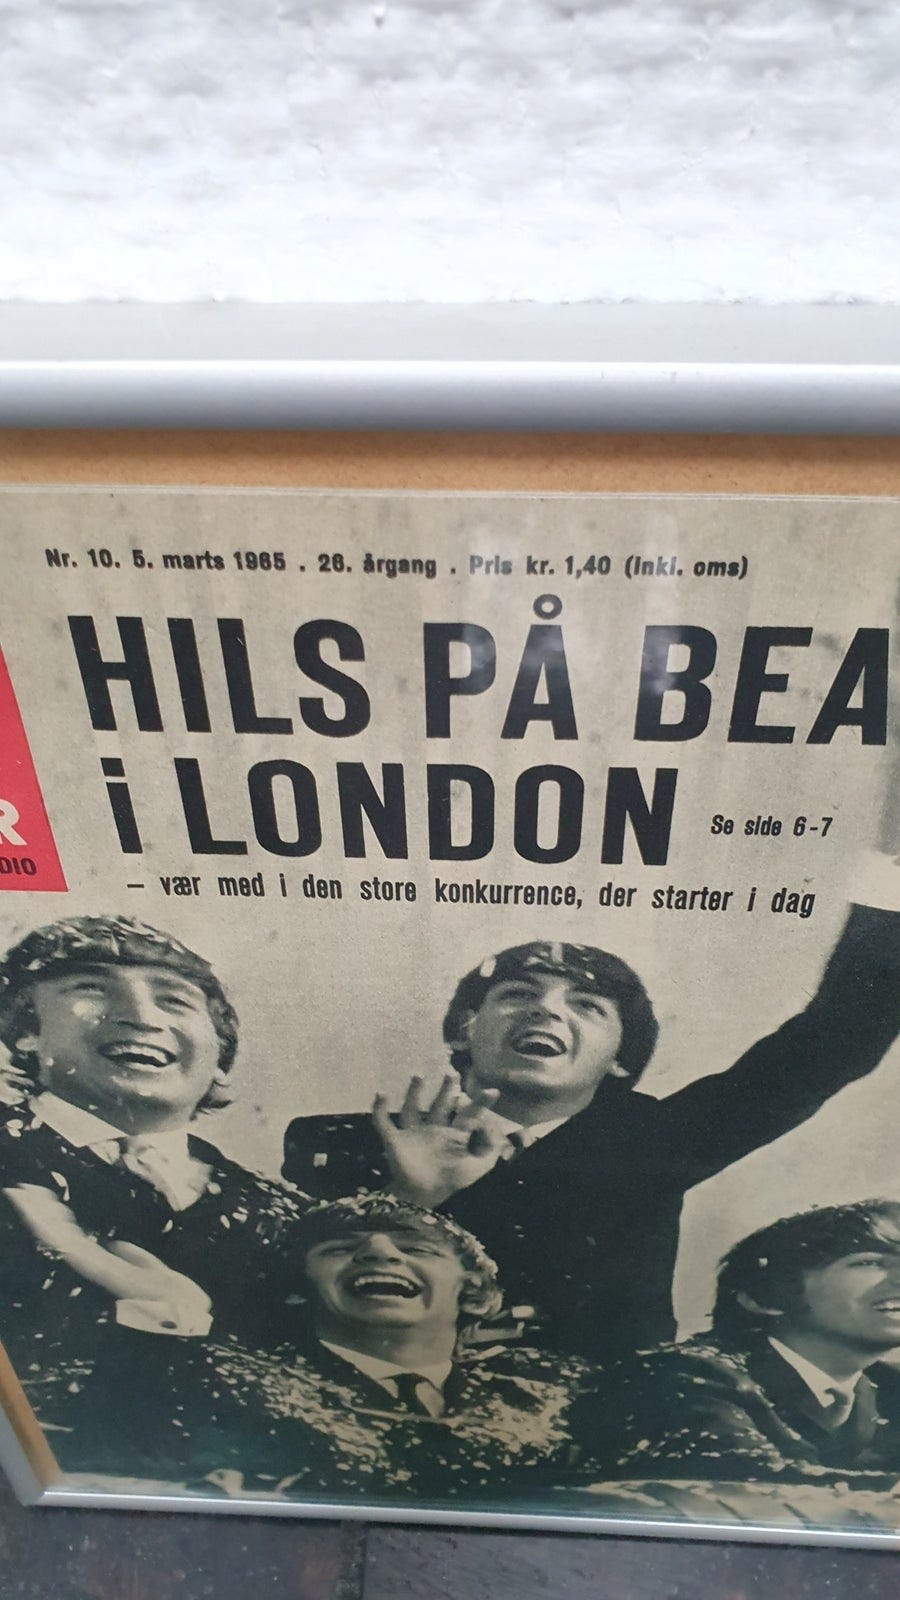 Nr. 10. 5. marts 1965 . 26. årgang . Pris kr. 1,40 (inkl. oms)
HILS PÅ BEA
i LONDON
Se side 6-7
– vær med i den store konkurrence, der starter i dag
R
DIO